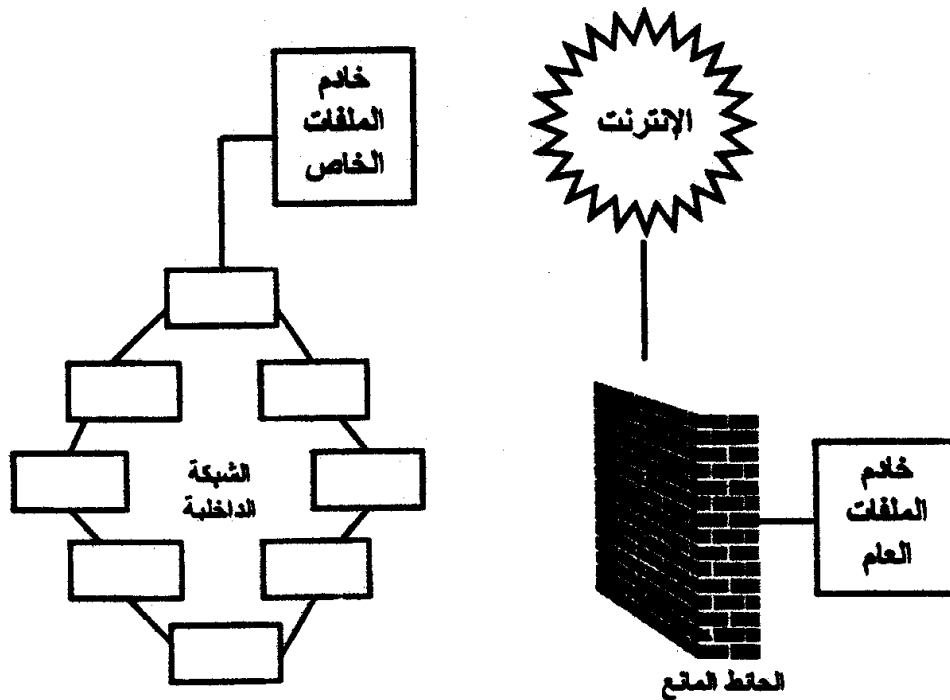 خادم
الملفات
الخاص
الإنترنت
الشبكة
الداخلية
خادم
الملفات
العام
الحائط المانع